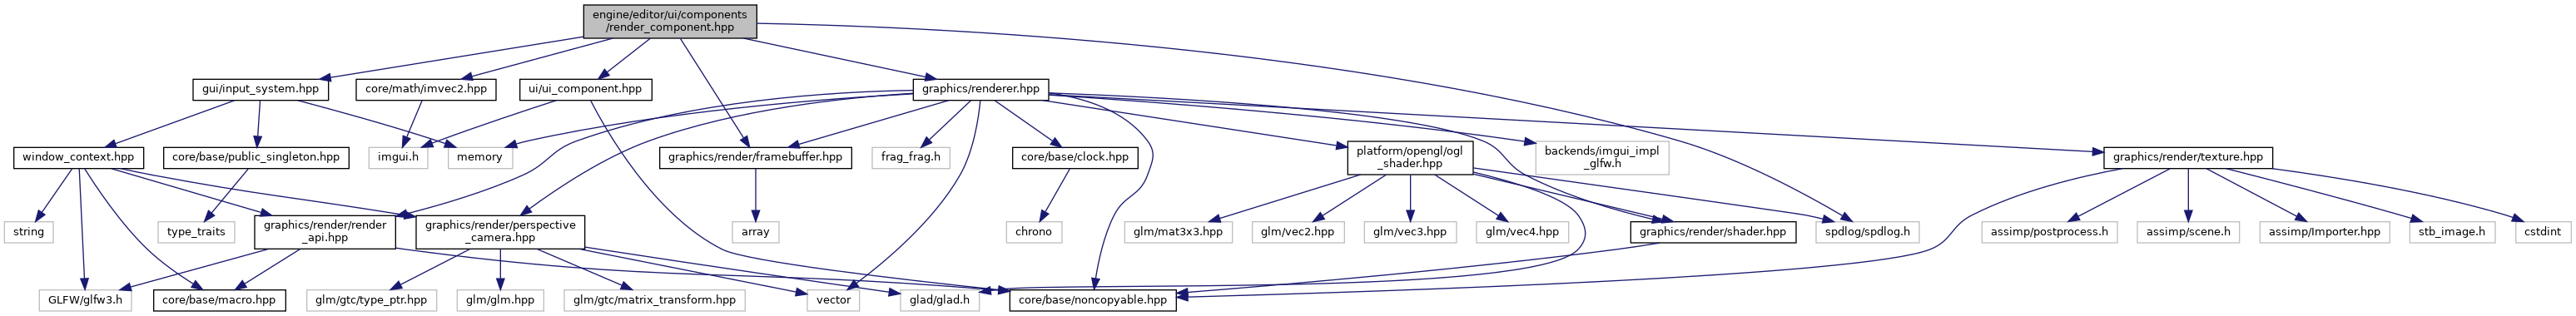 engine/editor/ui/components
/render_component.hpp
gui/input_system.hpp
core/math/imvec2.hpp
ui/ui_component.hpp
graphics/renderer.hpp
window_context.hpp
core/base/public_singleton.hpp
imgui.h
memory
graphics/render/framebuffer.hpp
frag_frag.h
core/base/clock.hpp
platform/opengl/ogl
_shader.hpp
backends/imgui_impl
_glfw.h
graphics/render/texture.hpp
string
type_traits
graphics/render/render
_api.hpp
graphics/render/perspective
_camera.hpp
array
chrono
glm/mat3x3.hpp
glm/vec2.hpp
glm/vec3.hpp
glm/vec4.hpp
graphics/render/shader.hpp
spdlog/spdlog.h
assimp/postprocess.h
assimp/scene.h
assimp/Importer.hpp
stb_image.h
cstdint
GLFW/glfw3.h
core/base/macro.hpp
glm/gtc/type_ptr.hpp
glm/glm.hpp
glm/gtc/matrix_transform.hpp
vector
glad/glad.h
core/base/noncopyable.hpp